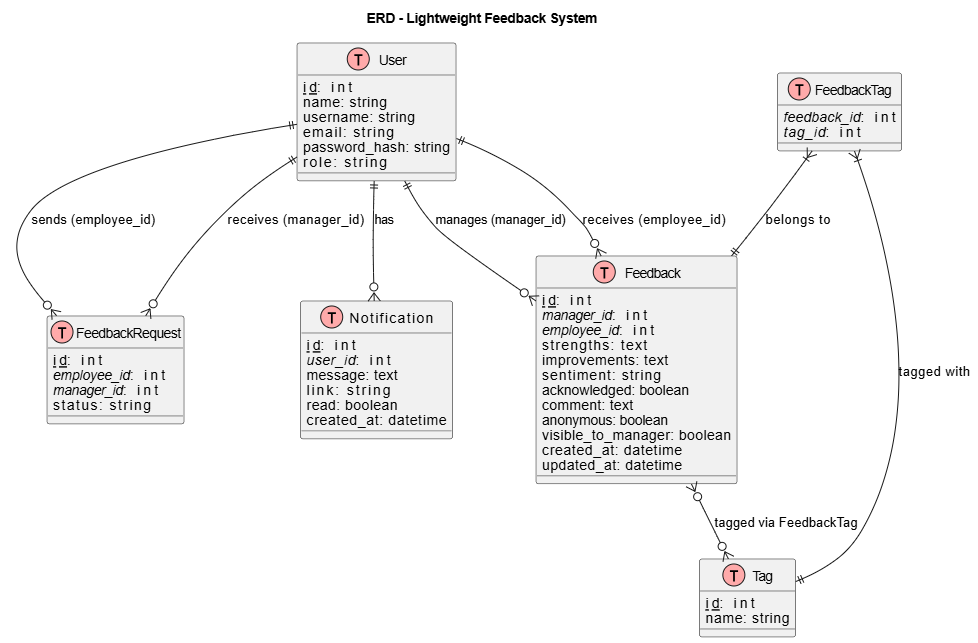 ERD - Lightweight Feedback System
T User
id: int
name: string
username: string
email: string
password_hash: string
role: string
T FeedbackTag
feedback_id: int
tag_id: int
sends (employee_id)
receives (manager_id)
has
manages (manager_id)
receives (employee_id)
belongs to
T FeedbackRequest
id: int
employee_id: int
manager_id: int
status: string
T Notification
id: int
user_id: int
message: text
link: string
read: boolean
created_at: datetime
T Feedback
id: int
manager_id: int
employee_id: int
strengths: text
improvements: text
sentiment: string
acknowledged: boolean
comment: text
anonymous: boolean
visible_to_manager: boolean
created_at: datetime
updated_at: datetime
tagged with
tagged via FeedbackTag
T Tag
id: int
name: string